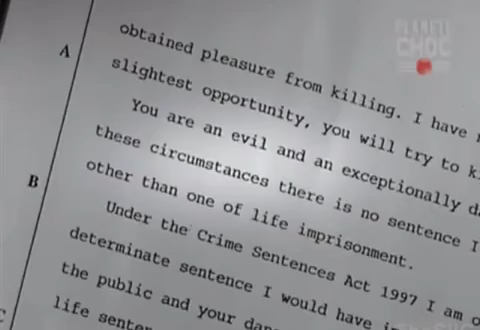 PLANETE
CHOC
A
obtained pleasure from killing. I have
slightest opportunity, you will try to
You are an evil and an exceptionally
these circumstances there is no sentence I
B
other than one of life imprisonment.
Under the Crime Sentences Act 1997 I am
determinate sentence I would have
the public and your
life